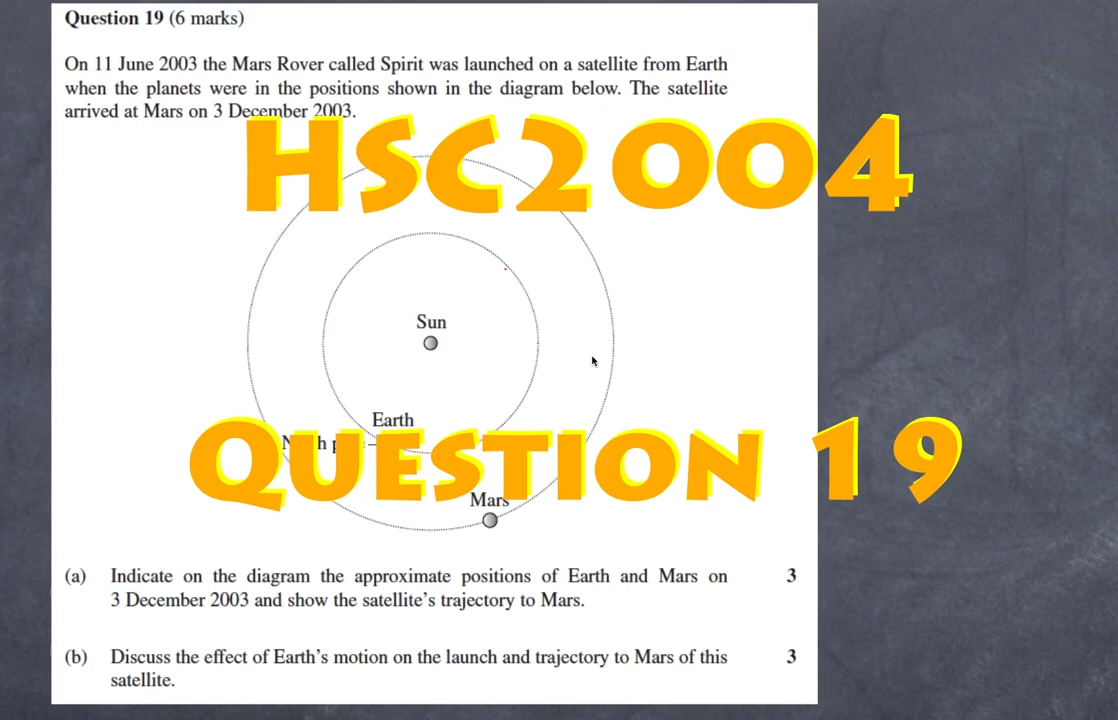 Question 19 (6 marks)
On 11 June 2003 the Mars Rover called Spirit was launched on a satellite from Earth
when the planets were in the positions shown in the diagram below. The satellite
arrived at Mars on 3 December 2003.
HSC2004
Sun
Earth
QUESTION 19
Mars
(a) Indicate on the diagram the approximate positions of Earth and Mars on 3
3 December 2003 and show the satellite's trajectory to Mars.
(b) Discuss the effect of Earth's motion on the launch and trajectory to Mars of this 3
satellite.